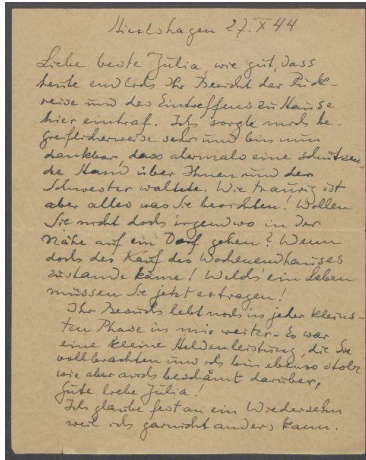 Nienhagen 27. X 44
Liebe beste Julia, wie gut, dass
heute endlich Ihr Bericht der Rück-
reise und des Eintreffens zu Hause
hier eintraf. Ich sorgte mich be-
greiflicherweise sehr und bin nun
dankbar, dass abermals eine schützen-
de Hand über Ihnen und der
Schwester waltete. Wie traurig ist
aber alles was Sie berichten! Wollen
Sie nicht doch irgendwo in der
Nähe auf ein Dorf gehen? Wenn
doch des Kauf des Wochenendhauses
zustande käme! Welch' ein Leben
müssen Sie jetzt ertragen!
Ihr Besuch lebt noch in jeder kleins-
ten Phase in mir weiter. Es war
eine kleine Heldenleistung, die Sie
vollbrachten und ich bin ebenso stolz
wie aber auch beschämt darüber,
Gute liebe Julia!
Ich glaube fest an ein Wiedersehn
weil ich garnicht anders kann.